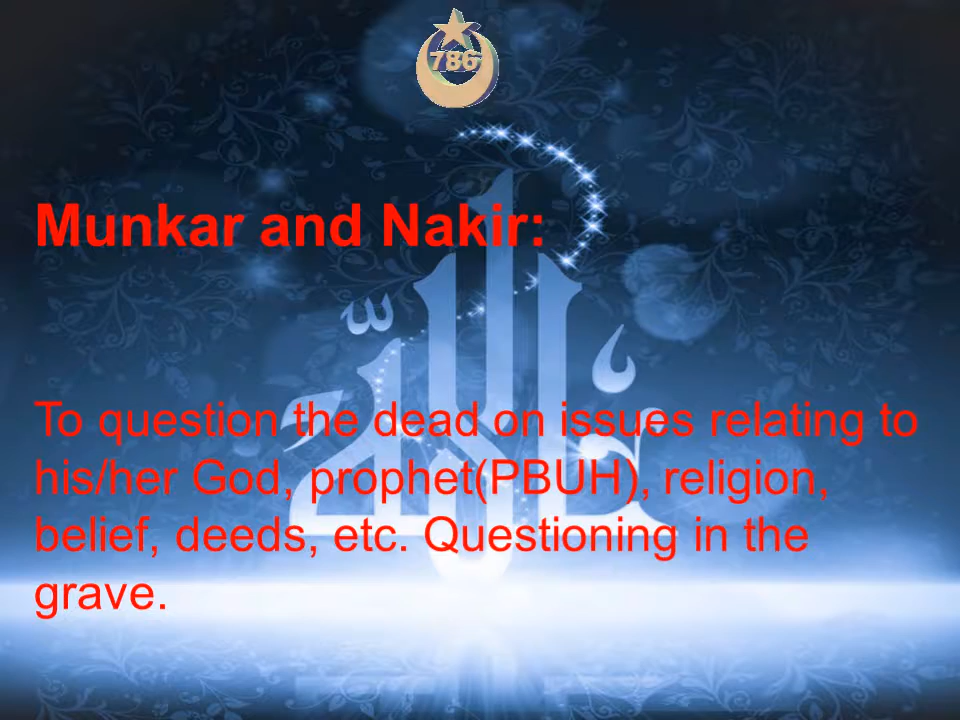 786
Munkar and Nakir:
الله
To question the dead on issues relating to
his/her God, prophet(PBUH), religion,
belief, deeds, etc. Questioning in the
grave.